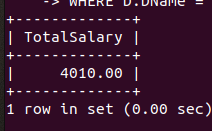 -> WHERE D.DName =
+-------------+
| TotalSalary |
+-------------+
|     4010.00 |
+-------------+
1 row in set (0.00 sec)